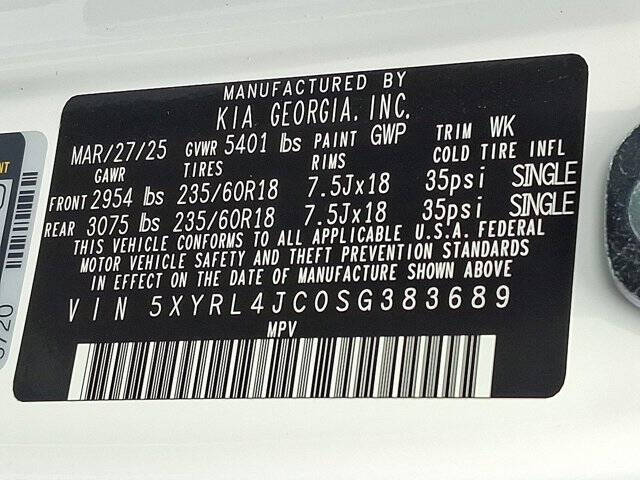 MANUFACTURED BY
KIA GEORGIA. INC.
MAR/27/25 GVWR 5401 lbs PAINT GWP TRIM WK
GAWR TIRES RIMS COLD TIRE INFL
FRONT 2954 lbs 235/60R18 7.5Jx18 35psi SINGLE
REAR 3075 lbs 235/60R18 7.5Jx18 35psi SINGLE
THIS VEHICLE CONFORMS TO ALL APPLICABLE U.S.A. FEDERAL
MOTOR VEHICLE SAFETY AND THEFT PREVENTION STANDARDS
IN EFFECT ON THE DATE OF MANUFACTURE SHOWN ABOVE
VIN 5XYRL4JC0SG383689
MPV